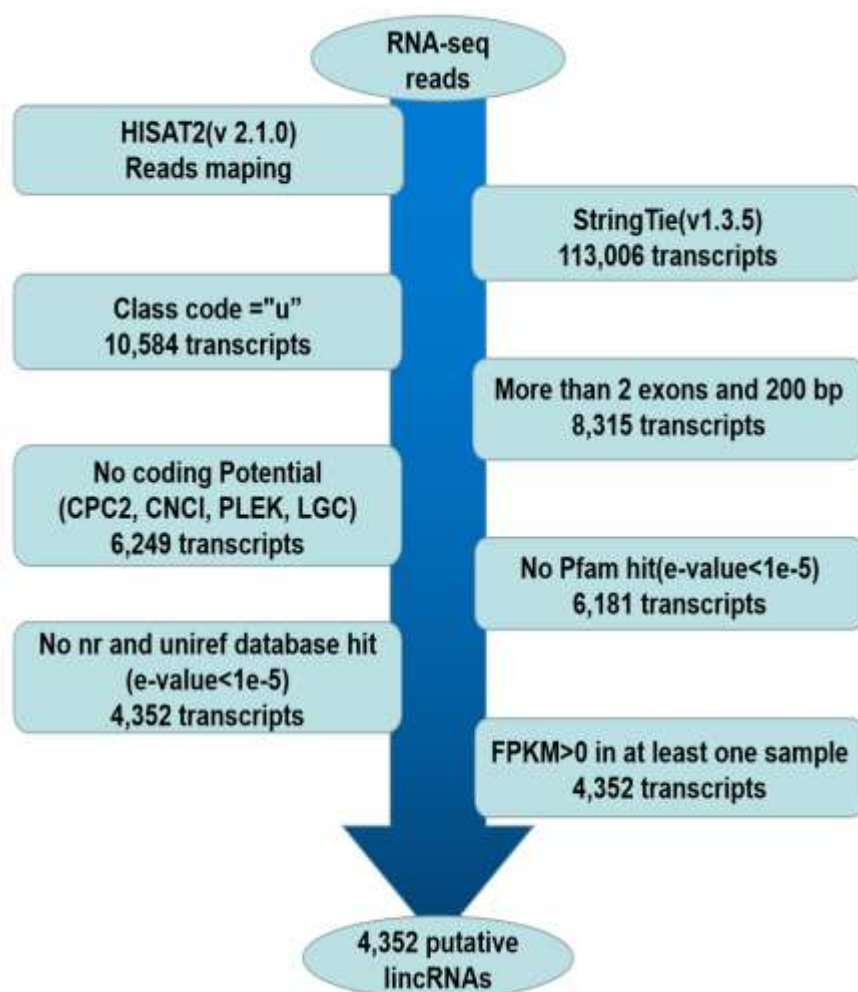 RNA-seq
reads
HISAT2(v 2.1.0)
Reads maping
StringTie(v1.3.5)
113,006 transcripts
Class code ="u”
10,584 transcripts
More than 2 exons and 200 bp
8,315 transcripts
No coding Potential
(CPC2, CNCI, PLEK, LGC)
6,249 transcripts
No Pfam hit(e-value<1e-5)
6,181 transcripts
No nr and uniref database hit
(e-value<1e-5)
4,352 transcripts
FPKM>0 in at least one sample
4,352 transcripts
4,352 putative
lincRNAs